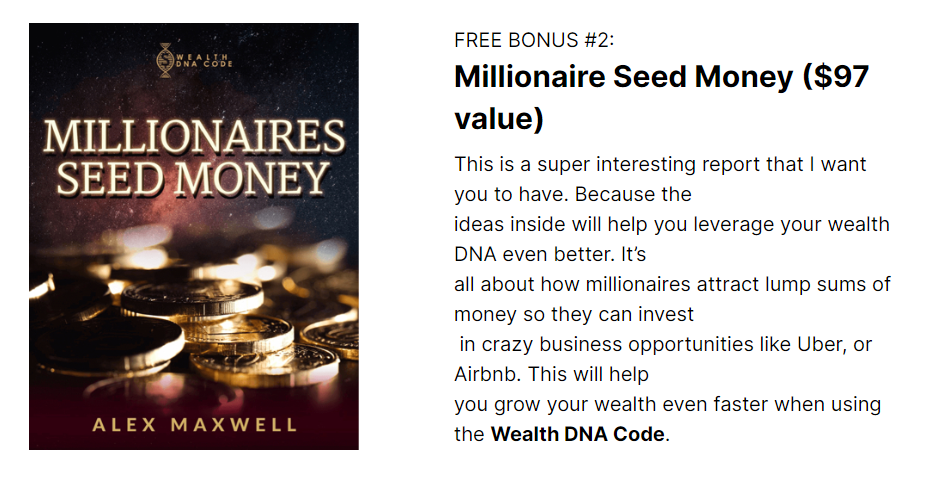 WEALTH
DNA CODE
MILLIONAIRES
SEED MONEY
ALEX MAXWELL
FREE BONUS #2:
Millionaire Seed Money ($97
value)
This is a super interesting report that I want
you to have. Because the
ideas inside will help you leverage your wealth
DNA even better. It’s
all about how millionaires attract lump sums of
money so they can invest
in crazy business opportunities like Uber, or
Airbnb. This will help
you grow your wealth even faster when using
the Wealth DNA Code.